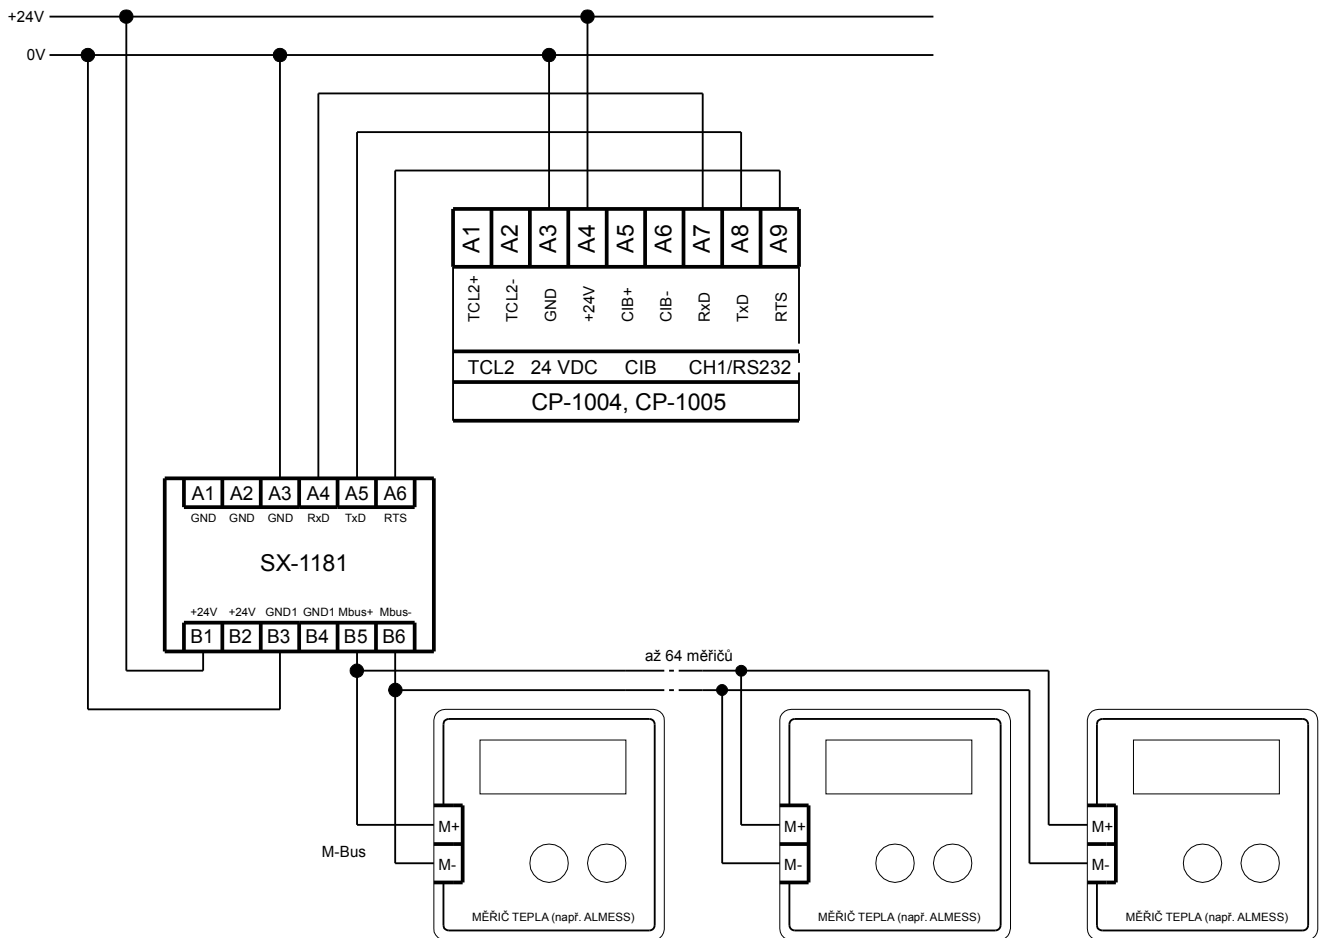 +24V
0V
A1 A2 A3 A4 A5 A6 A7 A8 A9
TCL2+ TCL2- GND +24V CIB+ CIB- RxD TxD RTS
TCL2 24 VDC CIB CH1/RS232
CP-1004, CP-1005
A1 A2 A3 A4 A5 A6
GND GND GND RxD TxD RTS
SX-1181
+24V +24V GND1 GND1 Mbus+ Mbus-
B1 B2 B3 B4 B5 B6
až 64 měřičů
M-Bus
M+
M-
MĚŘIČ TEPLA (např. ALMESS)
M+
M-
MĚŘIČ TEPLA (např. ALMESS)
M+
M-
MĚŘIČ TEPLA (např. ALMESS)